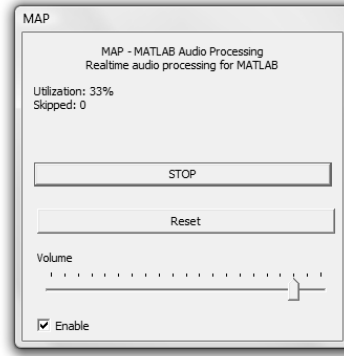 MAP
MAP - MATLAB Audio Processing
Realtime audio processing for MATLAB
Utilization: 33%
Skipped: 0
STOP
Reset
Volume
Enable